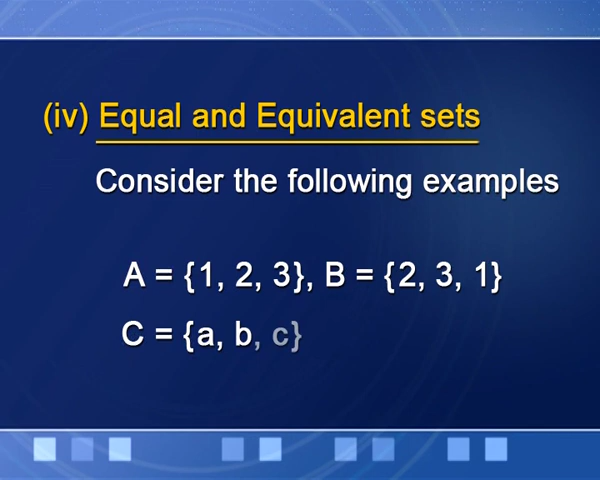 (iv) Equal and Equivalent sets
Consider the following examples
A = {1, 2, 3}, B = {2, 3, 1}
C = {a, b, c}